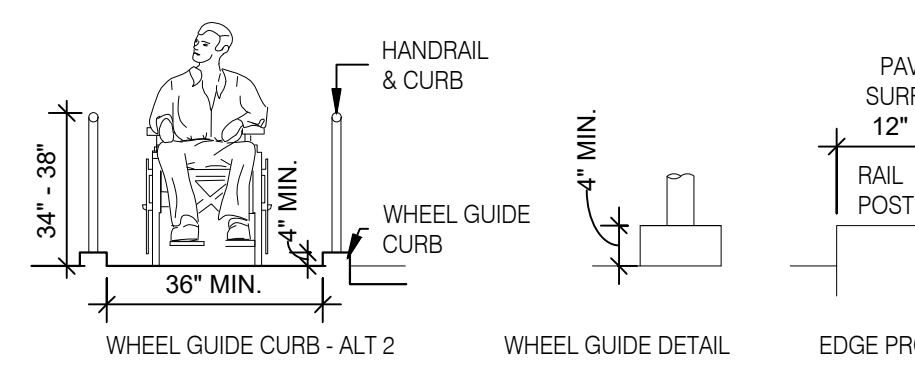 HANDRAIL
& CURB
34" - 38"
4" MIN.
WHEEL GUIDE
CURB
36" MIN.
WHEEL GUIDE CURB - ALT 2
4" MIN.
WHEEL GUIDE DETAIL
12"
RAIL
POST
EDGE